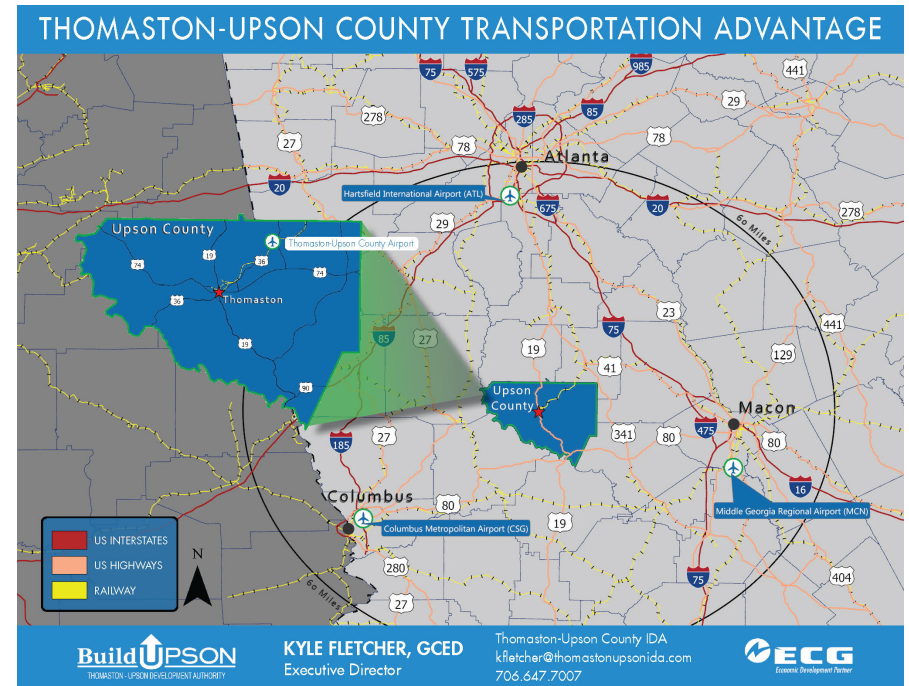 THOMASTON-UPSON COUNTY TRANSPORTATION ADVANTAGE
75
575
985
441
278
285
85
29
27
78
78
Atlanta
20
Hartsfield International Airport (ATL)
675
20
278
29
60 Miles
Upson County
Thomaston-Upson County Airport
19
36
74
74
36
Thomaston
19
90
85
27
19
75
23
441
129
41
Upson
County
Macon
185
27
341
80
475
80
16
Columbus
80
19
Middle Georgia Regional Airport (MCN)
Columbus Metropolitan Airport (CSG)
280
75
404
27
60 Miles
US INTERSTATES
US HIGHWAYS
RAILWAY
N
Build UPSON
THOMASTON - UPSON DEVELOPMENT AUTHORITY
KYLE FLETCHER, GCED
Executive Director
Thomaston-Upson County IDA
kfletcher@thomastonupsonida.com
706.647.7007
ECG
Economic Development Partner